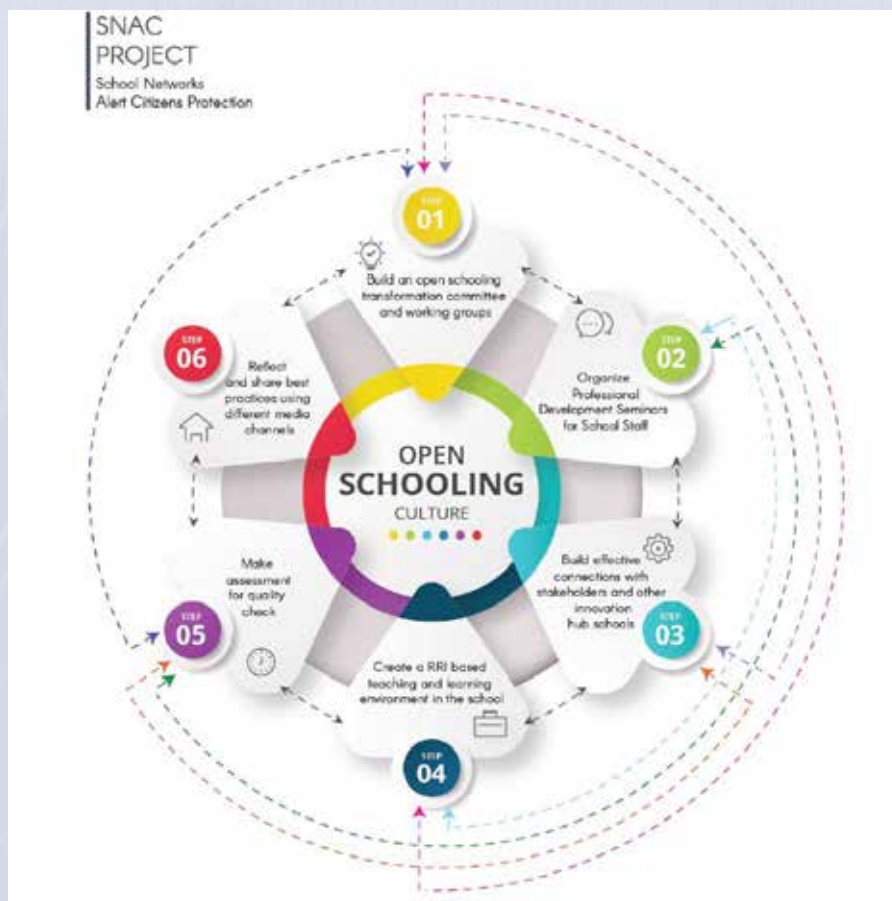 SNAC
PROJECT
School Networks
Alert Citizens Protection
STEP
01
Build an open schooling
transformation committee
and working groups
STEP
02
Organize
Professional
Development Seminars
for School Staff
STEP
03
Build effective
connections with
stakeholders and other
innovation
hub schools
STEP
04
Create a RRI based
teaching and learning
environment in the school
STEP
05
Make
assessment
for quality
check
STEP
06
Reflect
and share best
practices using
different media
channels
OPEN
SCHOOLING
CULTURE